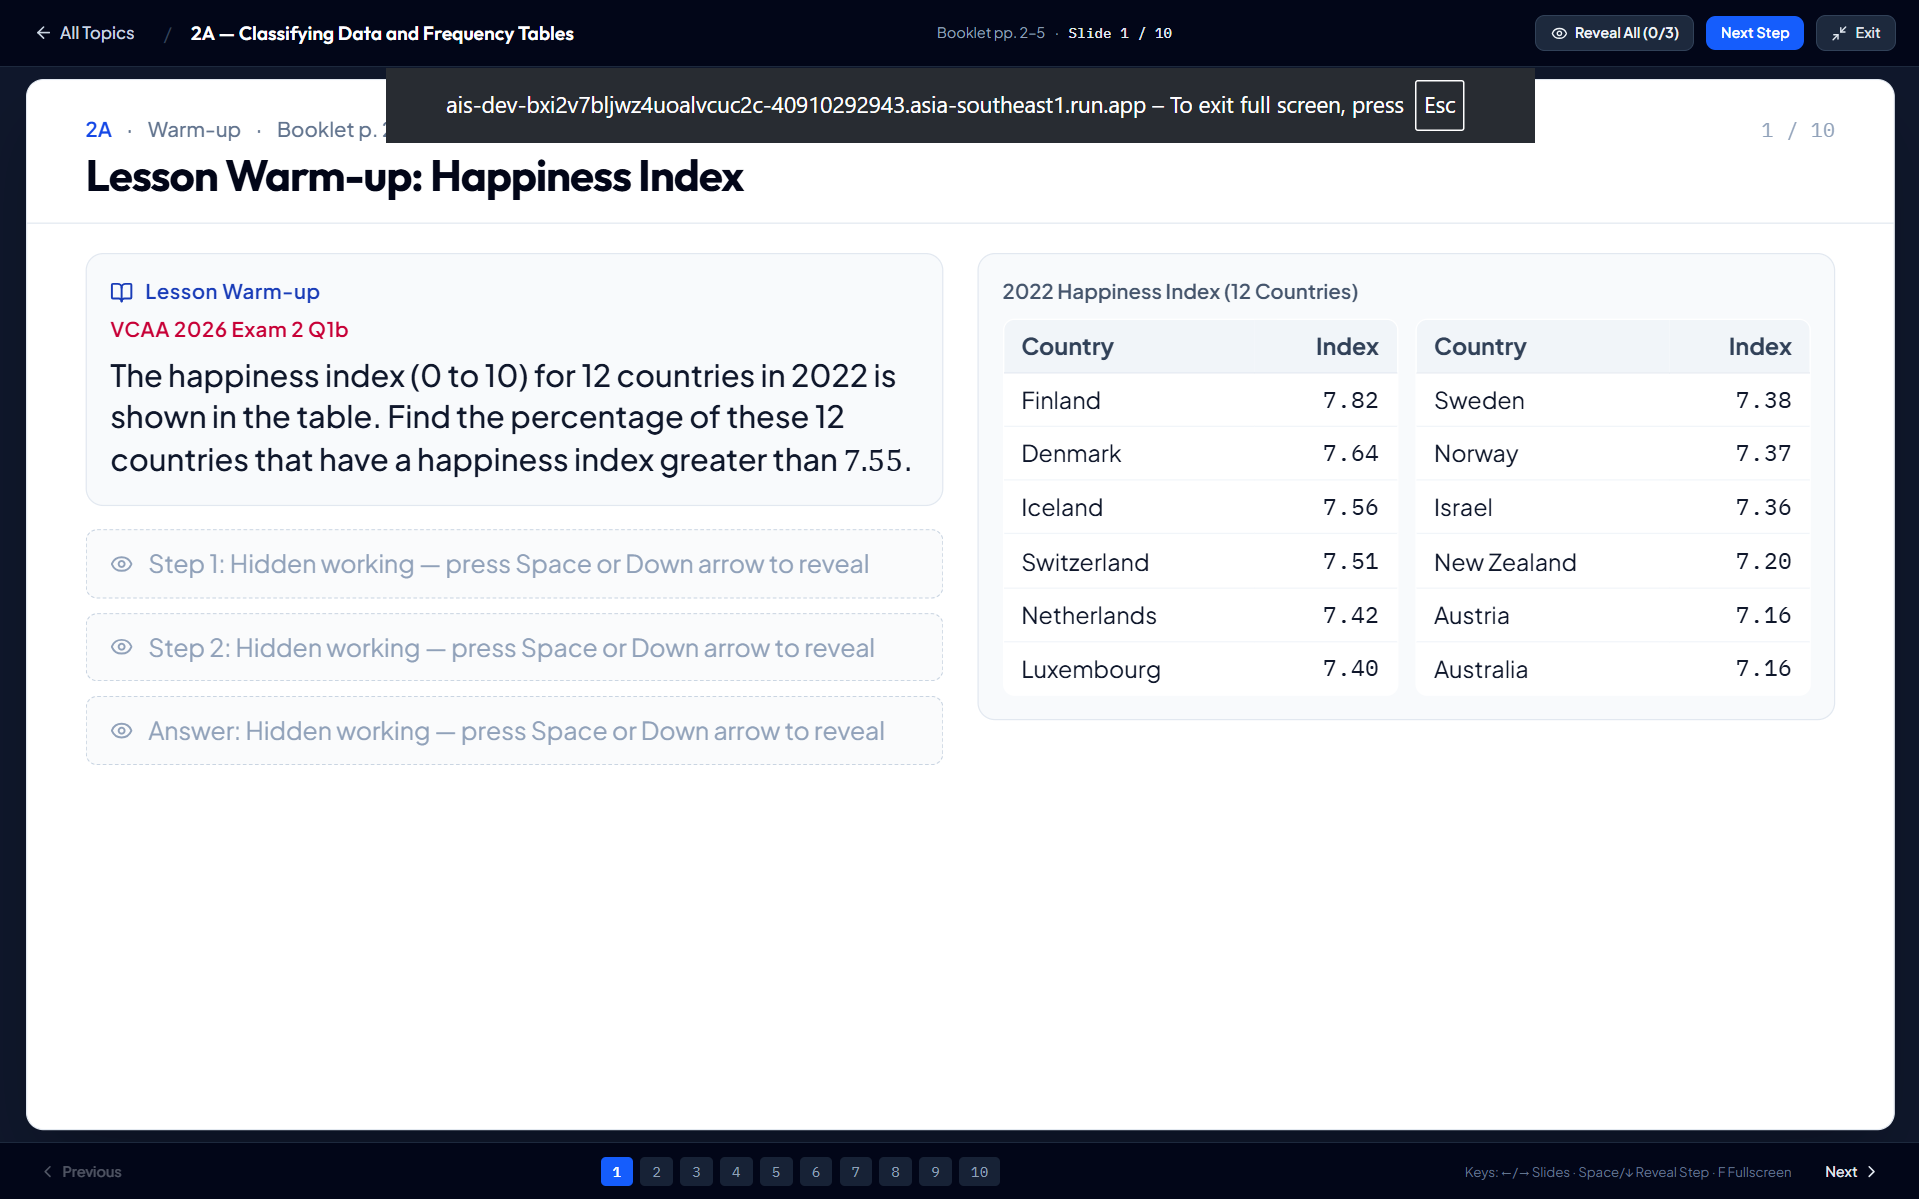 ← All Topics / 2A — Classifying Data and Frequency Tables
Booklet pp. 2–5 · Slide 1 / 10
Reveal All (0/3)
Next Step
Exit
ais-dev-bxi2v7bljwz4uoalvcuc2c-40910292943.asia-southeast1.run.app – To exit full screen, press Esc
2A · Warm-up · Booklet p.
1 / 10
Lesson Warm-up: Happiness Index
Lesson Warm-up
VCAA 2026 Exam 2 Q1b
The happiness index (0 to 10) for 12 countries in 2022 is
shown in the table. Find the percentage of these 12
countries that have a happiness index greater than 7.55.
Step 1: Hidden working — press Space or Down arrow to reveal
Step 2: Hidden working — press Space or Down arrow to reveal
Answer: Hidden working — press Space or Down arrow to reveal
2022 Happiness Index (12 Countries)
Country Index
Finland 7.82
Denmark 7.64
Iceland 7.56
Switzerland 7.51
Netherlands 7.42
Luxembourg 7.40
Country Index
Sweden 7.38
Norway 7.37
Israel 7.36
New Zealand 7.20
Austria 7.16
Australia 7.16
Previous
1 2 3 4 5 6 7 8 9 10
Keys: ←/→ Slides · Space/↓ Reveal Step · F Fullscreen
Next